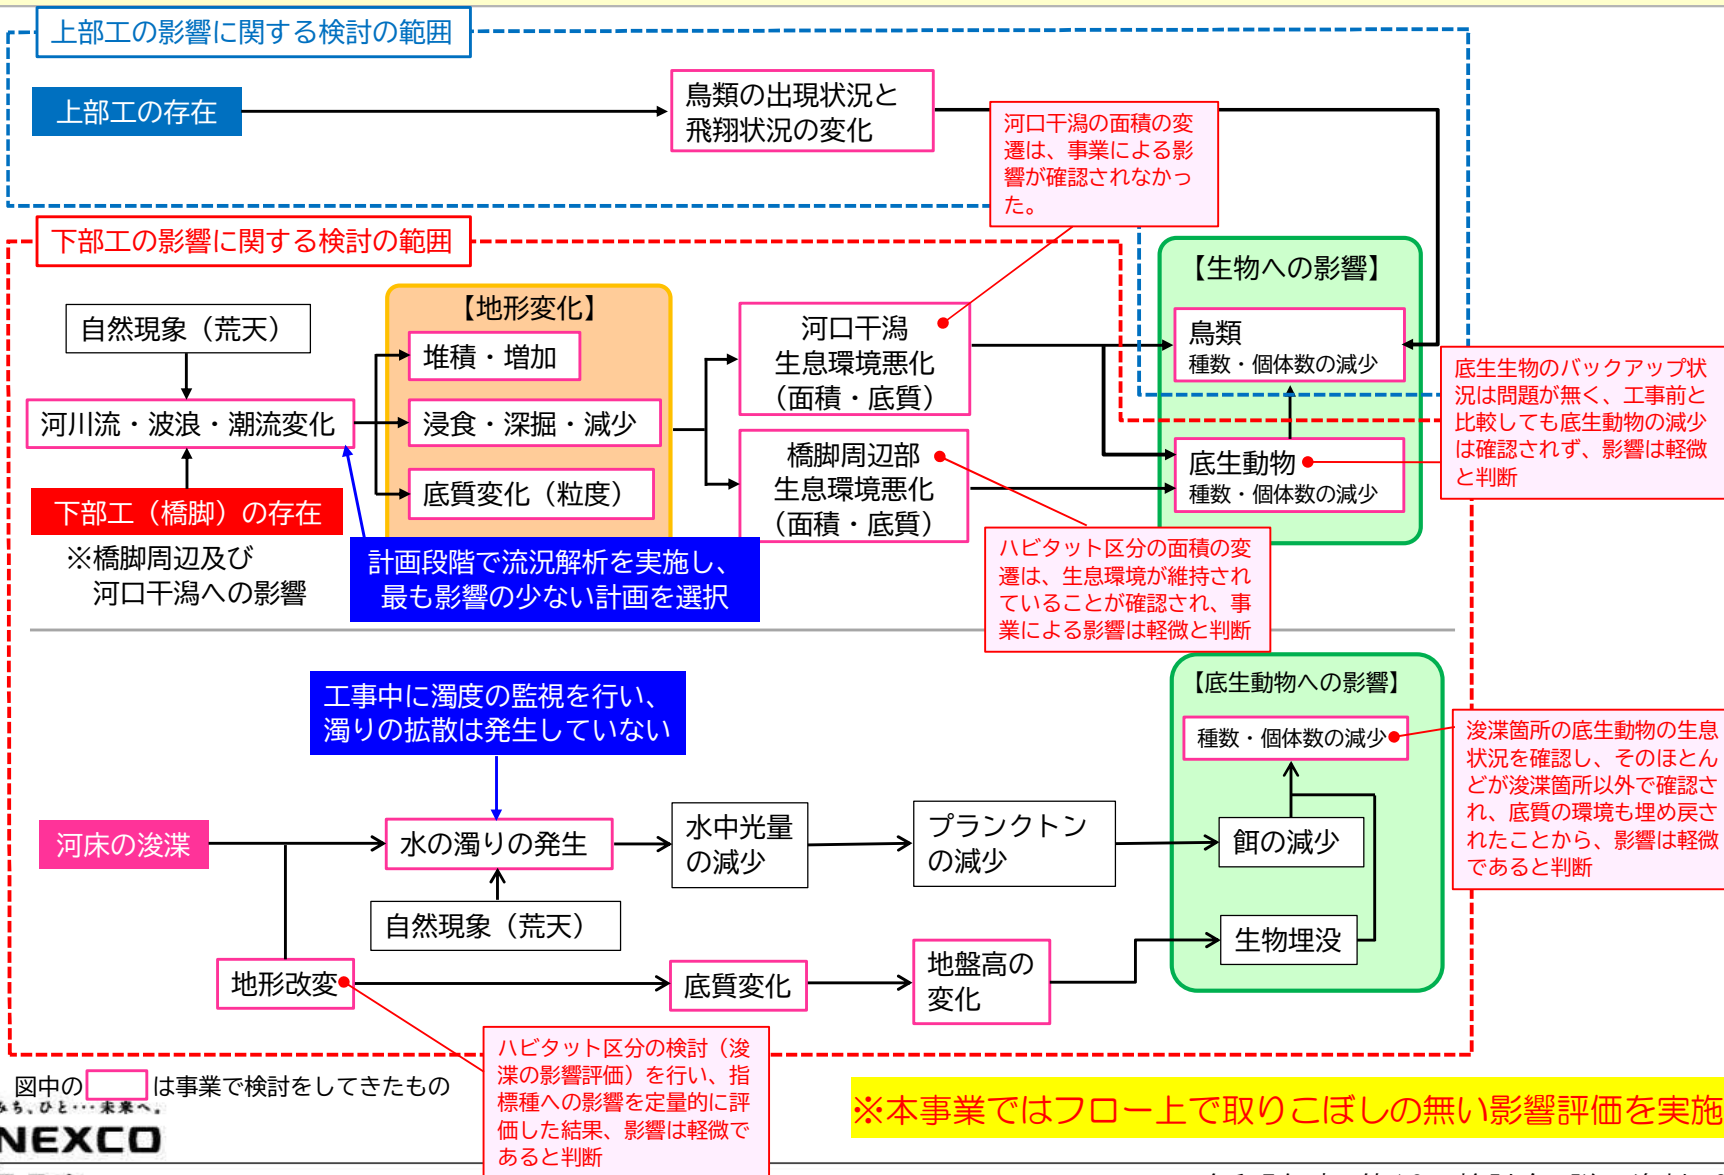 上部工の影響に関する検討の範囲
上部工の存在
鳥類の出現状況と
飛翔状況の変化
河口干潟の面積の変
遷は、事業による影
響が確認されなかっ
た。
下部工の影響に関する検討の範囲
自然現象（荒天）
河川流・波浪・潮流変化
下部工（橋脚）の存在
※橋脚周辺及び
河口干潟への影響
【地形変化】
堆積・増加
浸食・深掘・減少
底質変化（粒度）
計画段階で流況解析を実施し、
最も影響の少ない計画を選択
河口干潟
生息環境悪化
（面積・底質）
橋脚周辺部
生息環境悪化
（面積・底質）
【生物への影響】
鳥類
種数・個体数の減少
底生動物
種数・個体数の減少
底生生物のバックアップ状
況は問題が無く、工事前と
比較しても底生動物の減少
は確認されず、影響は軽微
と判断
ハビタット区分の面積の変
遷は、生息環境が維持され
ていることが確認され、事
業による影響は軽微と判断
工事中に濁度の監視を行い、
濁りの拡散は発生していない
河床の浚渫
水の濁りの発生
自然現象（荒天）
水中光量
の減少
プランクトン
の減少
【底生動物への影響】
種数・個体数の減少
餌の減少
生物埋没
浚渫箇所の底生動物の生息
状況を確認し、そのほとん
どが浚渫箇所以外で確認さ
れ、底質の環境も埋め戻さ
れたことから、影響は軽微
であると判断
地形改変
底質変化
地盤高の
変化
ハビタット区分の検討（浚
渫の影響評価）を行い、指
標種への影響を定量的に評
価した結果、影響は軽微で
あると判断
図中の は事業で検討をしてきたもの
みち、ひと…未来へ。
NEXCO
※本事業ではフロー上で取りこぼしの無い影響評価を実施